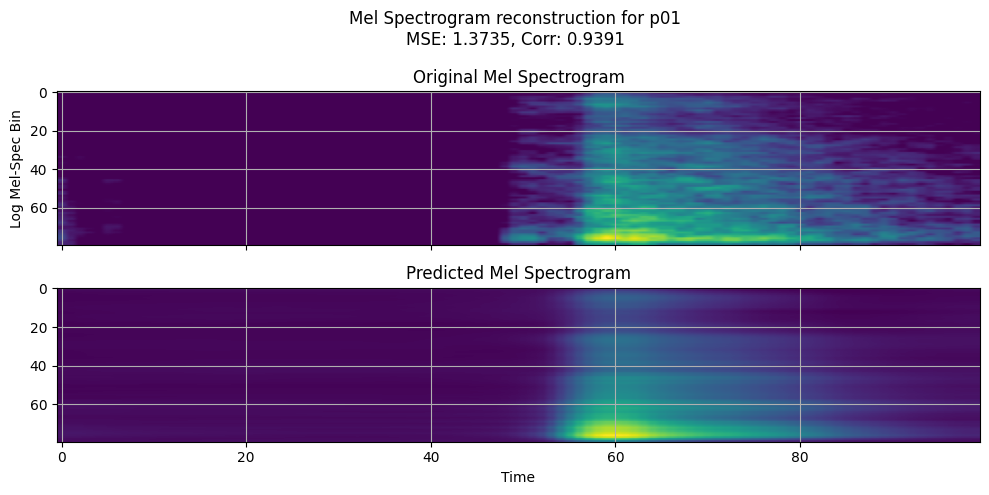 Mel Spectrogram reconstruction for p01
MSE: 1.3735, Corr: 0.9391
Original Mel Spectrogram
Log Mel-Spec Bin
0
20
40
60
Predicted Mel Spectrogram
0
20
40
60
0 20 40 60 80
Time